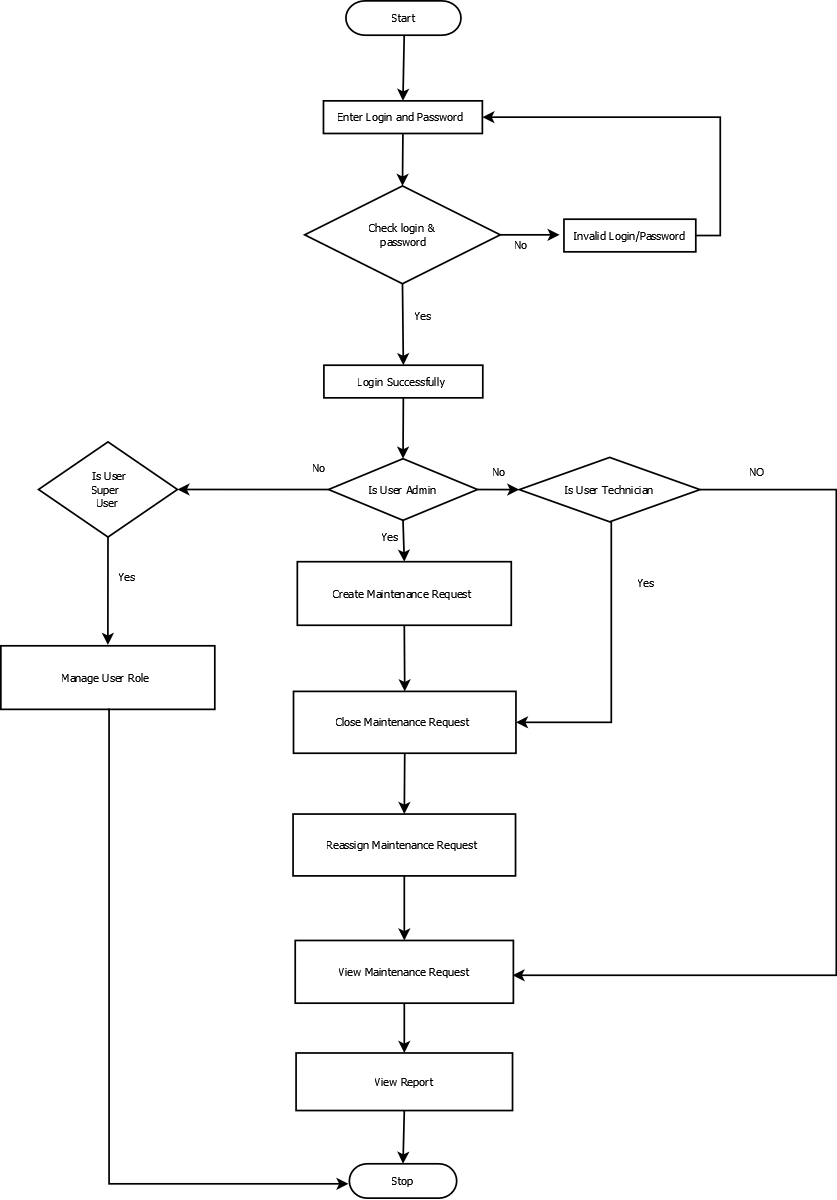 Start
Enter Login and Password
Check login &
password
No
Invalid Login/Password
Yes
Login Successfully
No
Is User
Super
User
Is User Admin
No
Is User Technician
NO
Yes
Yes
Yes
Create Maintenance Request
Manage User Role
Close Maintenance Request
Reassign Maintenance Request
View Maintenance Request
View Report
Stop